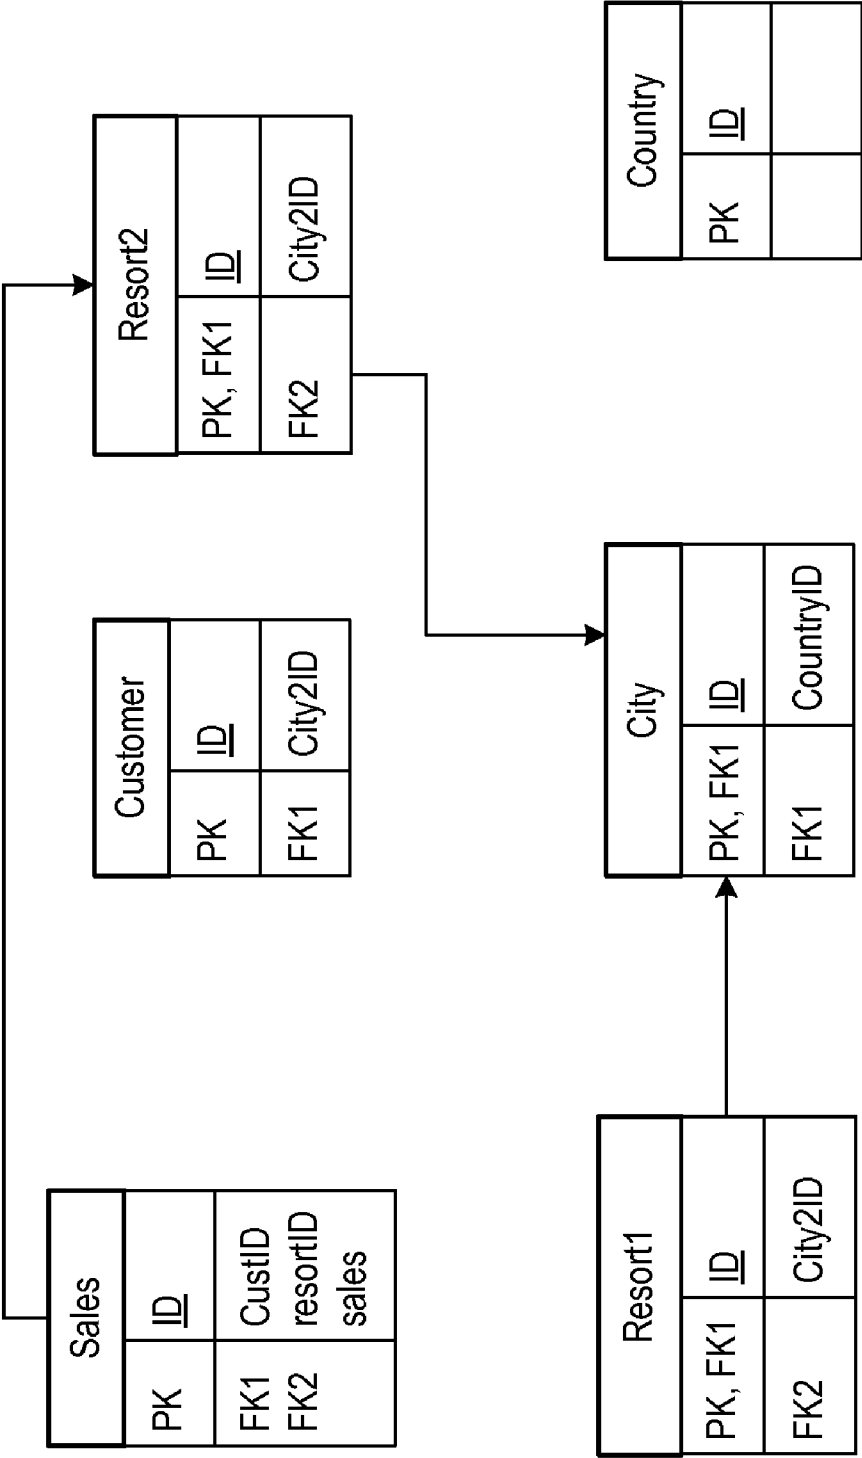 Sales
PK ID
FK1 CustID
FK2 resortID
sales
Customer
PK ID
FK1 City2ID
Resort2
PK, FK1 ID
FK2 City2ID
Resort1
PK, FK1 ID
FK2 City2ID
City
PK, FK1 ID
FK1 CountryID
Country
PK ID